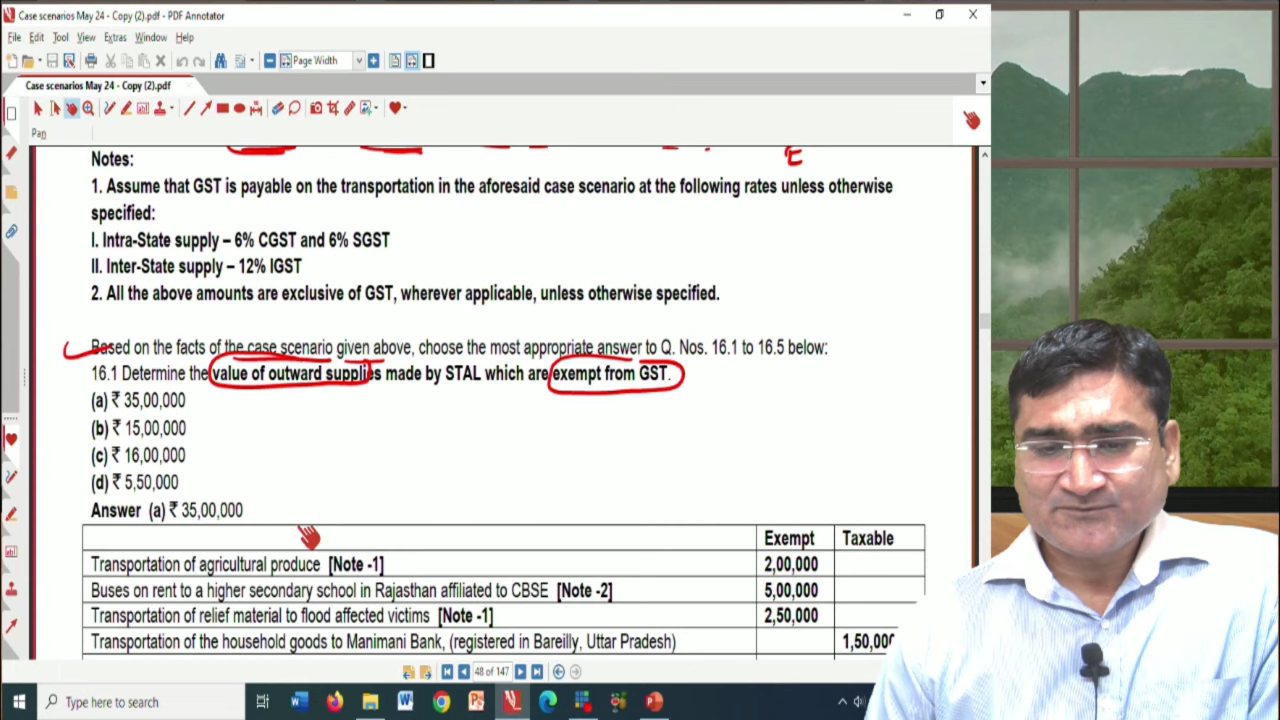 Case scenarios May 24 - Copy (2).pdf - PDF Annotator
File Edit Tool View Extras Window Help
Page Width
Case scenarios May 24 - Copy (2).pdf
Pan
E
Notes:
1. Assume that GST is payable on the transportation in the aforesaid case scenario at the following rates unless otherwise
specified:
I. Intra-State supply – 6% CGST and 6% SGST
II. Inter-State supply – 12% IGST
2. All the above amounts are exclusive of GST, wherever applicable, unless otherwise specified.
Based on the facts of the case scenario given above, choose the most appropriate answer to Q. Nos. 16.1 to 16.5 below:
16.1 Determine the value of outward supplies made by STAL which are exempt from GST.
(a) ₹ 35,00,000
(b) ₹ 15,00,000
(c) ₹ 16,00,000
(d) ₹ 5,50,000
Answer (a) ₹ 35,00,000
Exempt Taxable
Transportation of agricultural produce [Note -1] 2,00,000
Buses on rent to a higher secondary school in Rajasthan affiliated to CBSE [Note -2] 5,00,000
Transportation of relief material to flood affected victims [Note -1] 2,50,000
Transportation of the household goods to Manimani Bank, (registered in Bareilly, Uttar Pradesh) 1,50,000
48 of 147
Type here to search